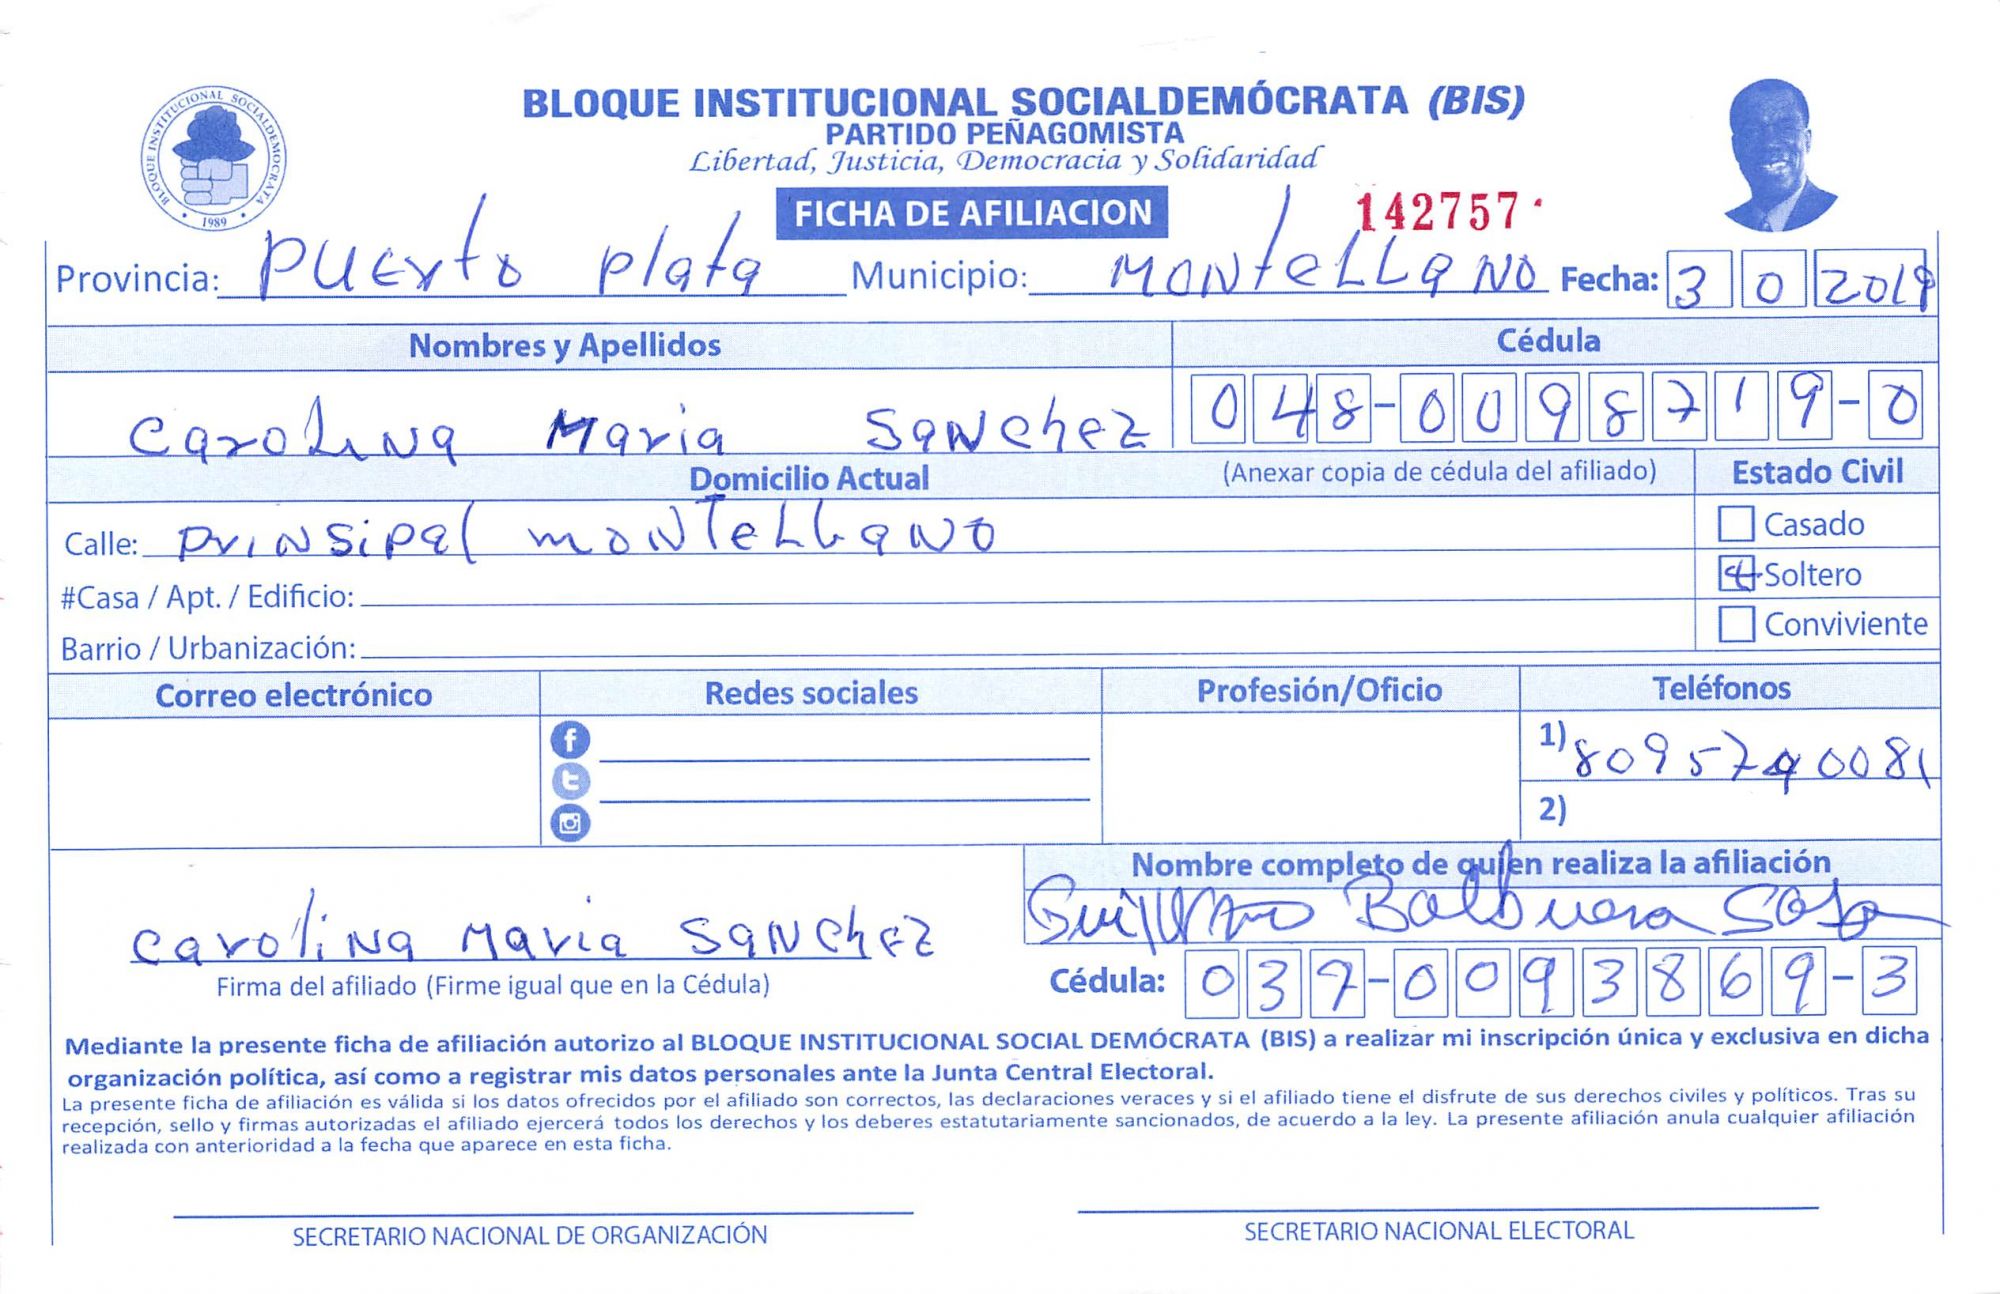 BLOQUE INSTITUCIONAL SOCIALDEMÓCRATA (BIS)
PARTIDO PEÑAGOMISTA
Libertad, Justicia, Democracia y Solidaridad
BLOQUE INSTITUCIONAL SOCIALDEMOCRATA
1989
FICHA DE AFILIACION
142757
Provincia: PUErto Plata Municipio: MONteLLaNO Fecha: 3 0 2019
Nombres y Apellidos Cédula
CaroLiNa Maria SaNchez 048-0098719-0
Domicilio Actual (Anexar copia de cédula del afiliado) Estado Civil
Calle: PriNSipal moNTeLLaNO Casado
#Casa / Apt. / Edificio: Soltero
Barrio / Urbanización: Conviviente
Correo electrónico Redes sociales Profesión/Oficio Teléfonos
1) 80957 0081
2)
Nombre completo de quien realiza la afiliación
Guillermo Balbuena Sosa
caroliNa Maria SaNchez
Firma del afiliado (Firme igual que en la Cédula) Cédula: 037-0093869-3
Mediante la presente ficha de afiliación autorizo al BLOQUE INSTITUCIONAL SOCIAL DEMÓCRATA (BIS) a realizar mi inscripción única y exclusiva en dicha
organización política, así como a registrar mis datos personales ante la Junta Central Electoral.
La presente ficha de afiliación es válida si los datos ofrecidos por el afiliado son correctos, las declaraciones veraces y si el afiliado tiene el disfrute de sus derechos civiles y políticos. Tras su
recepción, sello y firmas autorizadas el afiliado ejercerá todos los derechos y los deberes estatutariamente sancionados, de acuerdo a la ley. La presente afiliación anula cualquier afiliación
realizada con anterioridad a la fecha que aparece en esta ficha.
SECRETARIO NACIONAL DE ORGANIZACIÓN SECRETARIO NACIONAL ELECTORAL